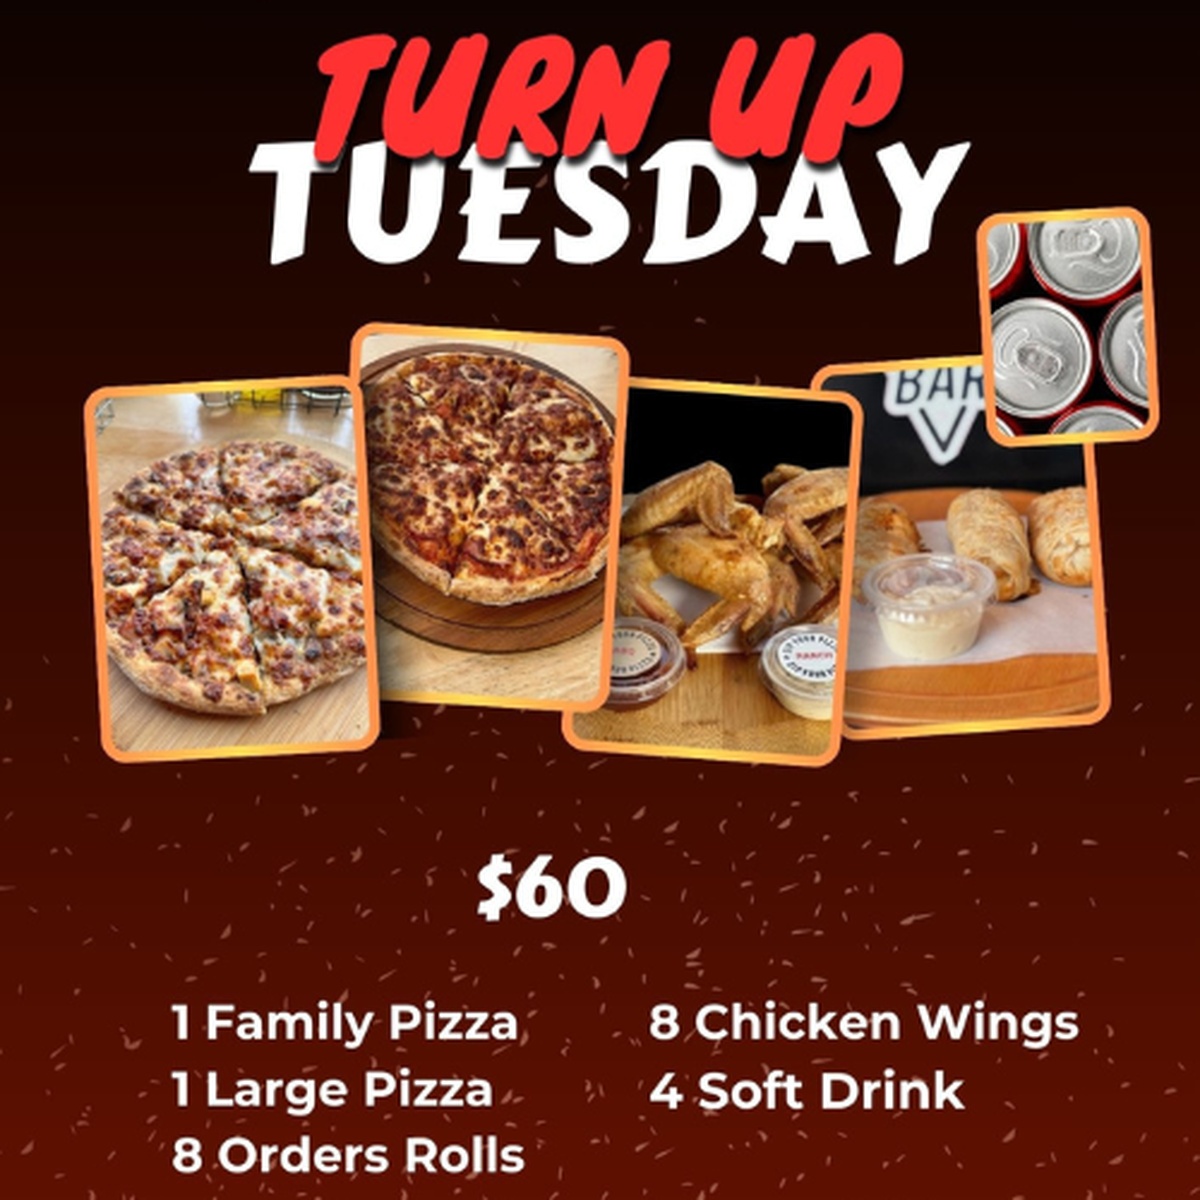 TURN UP
TUESDAY
BAR
$60
1 Family Pizza
1 Large Pizza
8 Orders Rolls
8 Chicken Wings
4 Soft Drink